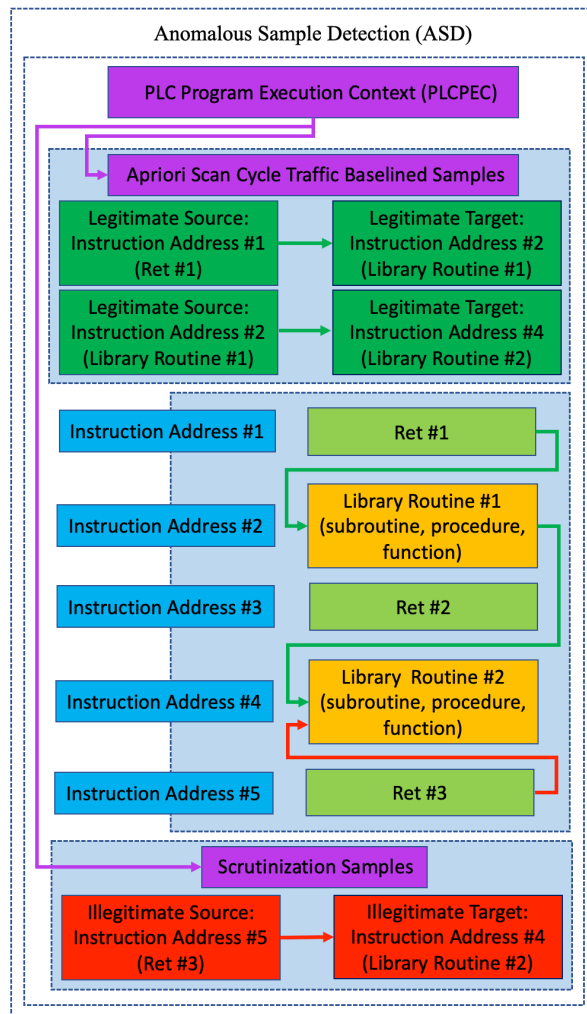 Anomalous Sample Detection (ASD)
PLC Program Execution Context (PLCPEC)
Apriori Scan Cycle Traffic Baselined Samples
Legitimate Source:
Instruction Address #1
(Ret #1)
Legitimate Target:
Instruction Address #2
(Library Routine #1)
Legitimate Source:
Instruction Address #2
(Library Routine #1)
Legitimate Target:
Instruction Address #4
(Library Routine #2)
Instruction Address #1
Ret #1
Instruction Address #2
Library Routine #1
(subroutine, procedure,
function)
Instruction Address #3
Ret #2
Instruction Address #4
Library Routine #2
(subroutine, procedure,
function)
Instruction Address #5
Ret #3
Scrutinization Samples
Illegitimate Source:
Instruction Address #5
(Ret #3)
Illegitimate Target:
Instruction Address #4
(Library Routine #2)